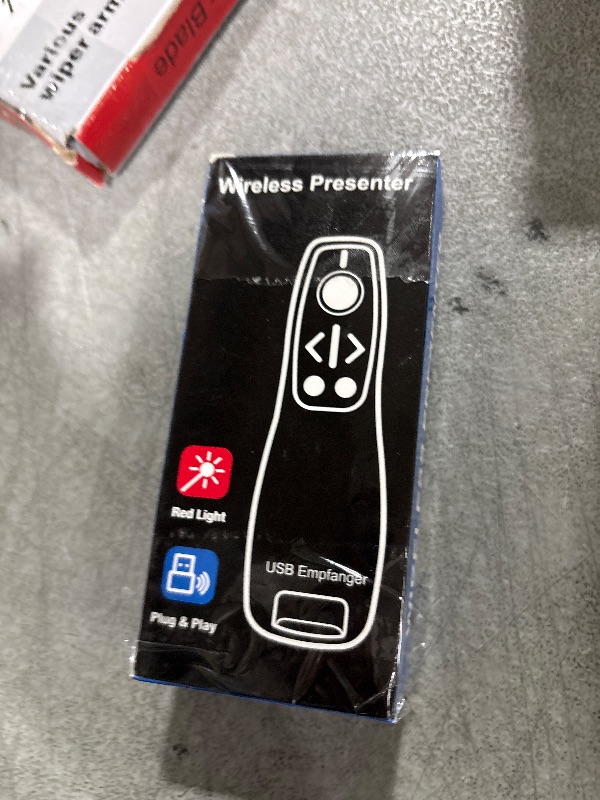 Various
wiper arm
Blade
Wireless Presenter
Red Light
USB Empfanger
Plug & Play